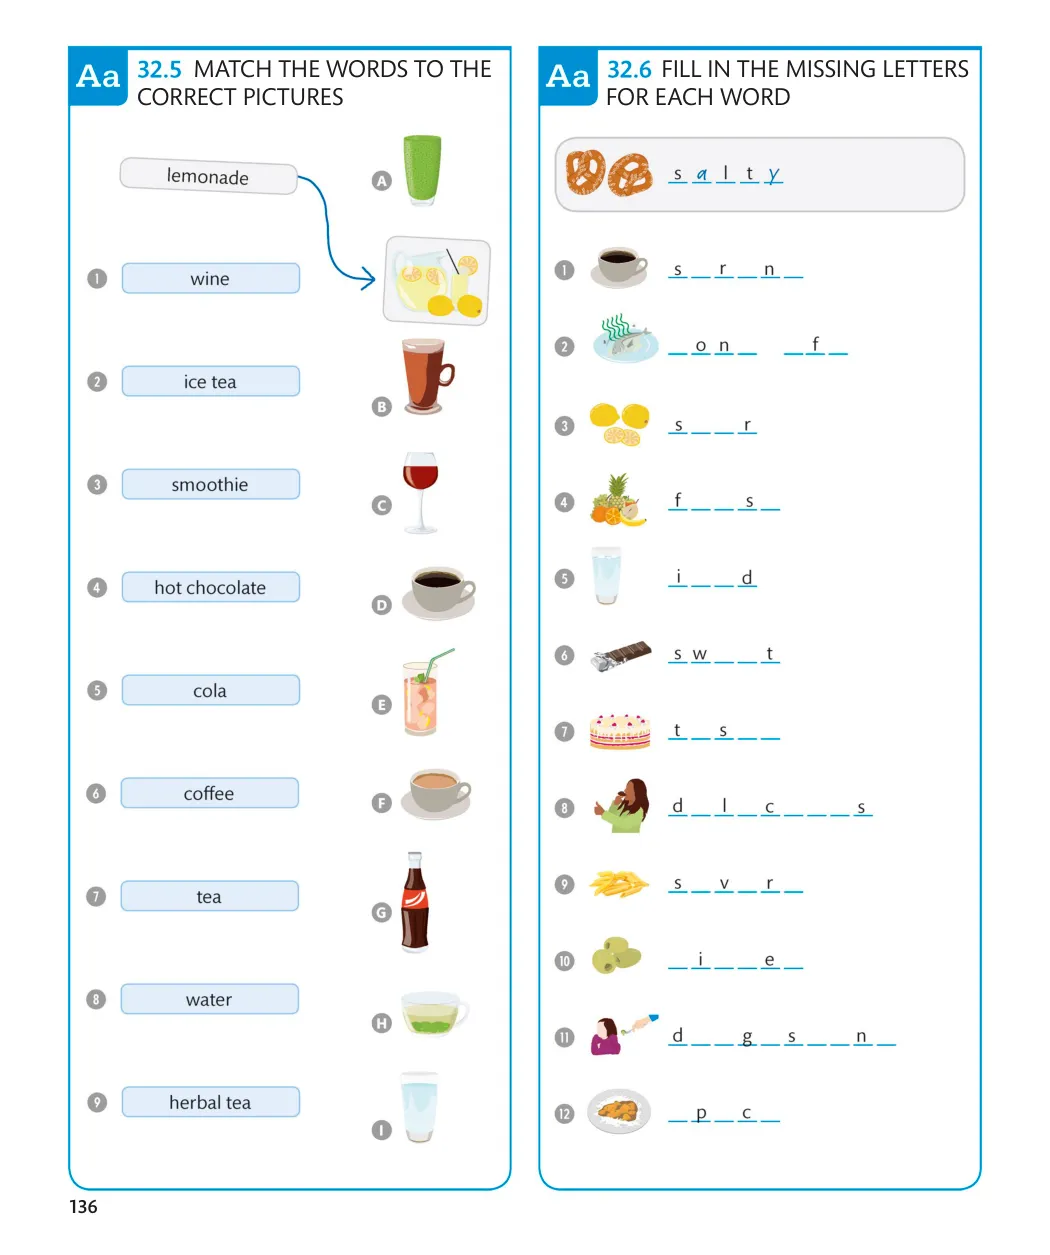 Aa 32.5 MATCH THE WORDS TO THE
CORRECT PICTURES
lemonade
A
1 wine
2 ice tea
B
3 smoothie
C
4 hot chocolate
D
5 cola
E
6 coffee
F
7 tea
G
8 water
H
9 herbal tea
I
Aa 32.6 FILL IN THE MISSING LETTERS
FOR EACH WORD
s a l t y
1 s _ r _ n _
2 _ o n _ _ f _
3 s _ _ r
4 f _ _ s _
5 i _ _ d
6 s w _ _ t
7 t _ s _ _
8 d _ l _ c _ _ _ s
9 s _ v _ r _
10 _ i _ _ e _
11 d _ _ g _ s _ _ n _
12 _ p _ c _
136